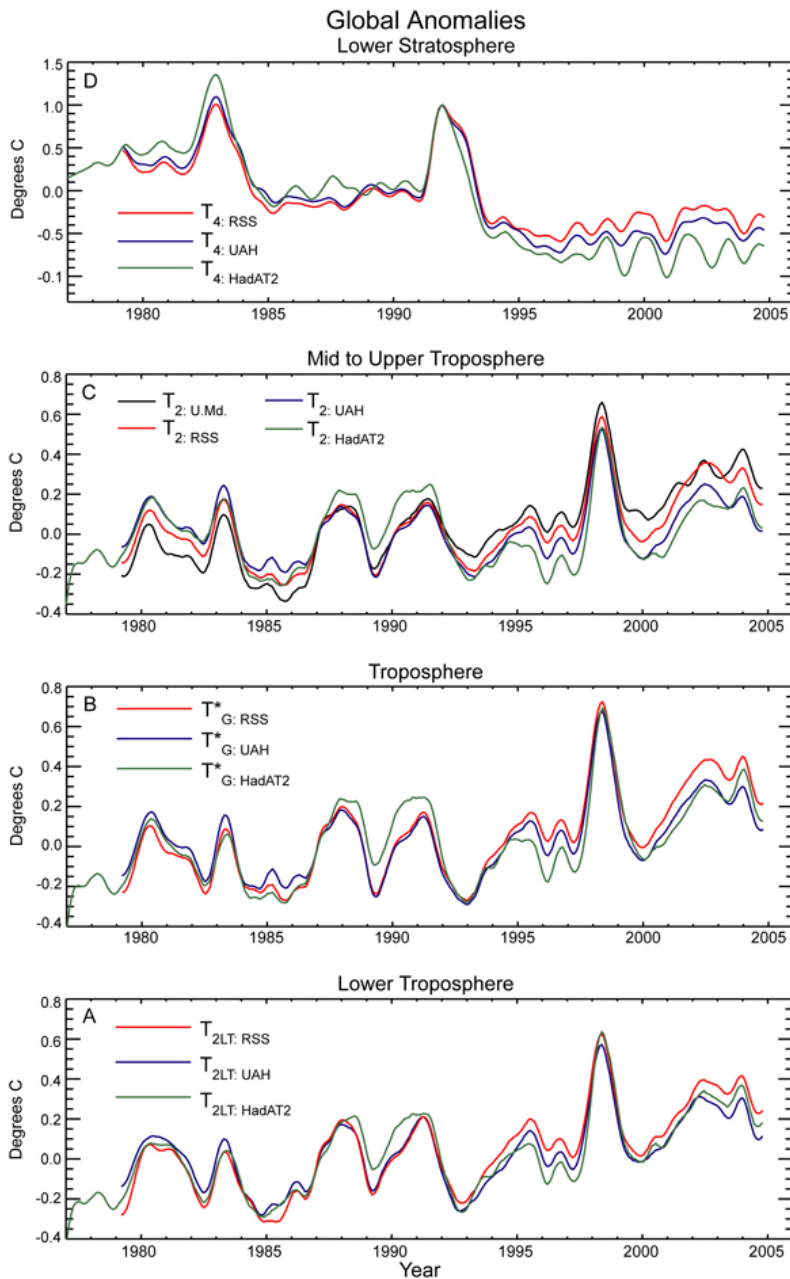 Global Anomalies
Lower Stratosphere
D
Degrees C
1.5
1.0
0.5
0.0
-0.5
-0.1
T4: RSS
T4: UAH
T4: HadAT2
1980 1985 1990 1995 2000 2005
Mid to Upper Troposphere
C
Degrees C
0.8
0.6
0.4
0.2
0.0
-0.2
-0.4
T2: U.Md. T2: UAH
T2: RSS T2: HadAT2
1980 1985 1990 1995 2000 2005
Troposphere
B
Degrees C
0.8
0.6
0.4
0.2
0.0
-0.2
-0.4
T*G: RSS
T*G: UAH
T*G: HadAT2
1980 1985 1990 1995 2000 2005
Lower Troposphere
A
Degrees C
0.8
0.6
0.4
0.2
0.0
-0.2
-0.4
T2LT: RSS
T2LT: UAH
T2LT: HadAT2
1980 1985 1990 1995 2000 2005
Year